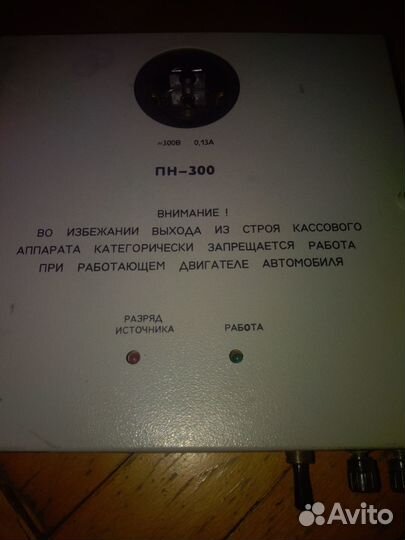 =300В 0,13А
ПН-300
ВНИМАНИЕ !
ВО ИЗБЕЖАНИИ ВЫХОДА ИЗ СТРОЯ КАССОВОГО
АППАРАТА КАТЕГОРИЧЕСКИ ЗАПРЕЩАЕТСЯ РАБОТА
ПРИ РАБОТАЮЩЕМ ДВИГАТЕЛЕ АВТОМОБИЛЯ
РАЗРЯД
ИСТОЧНИКА
РАБОТА
Avito